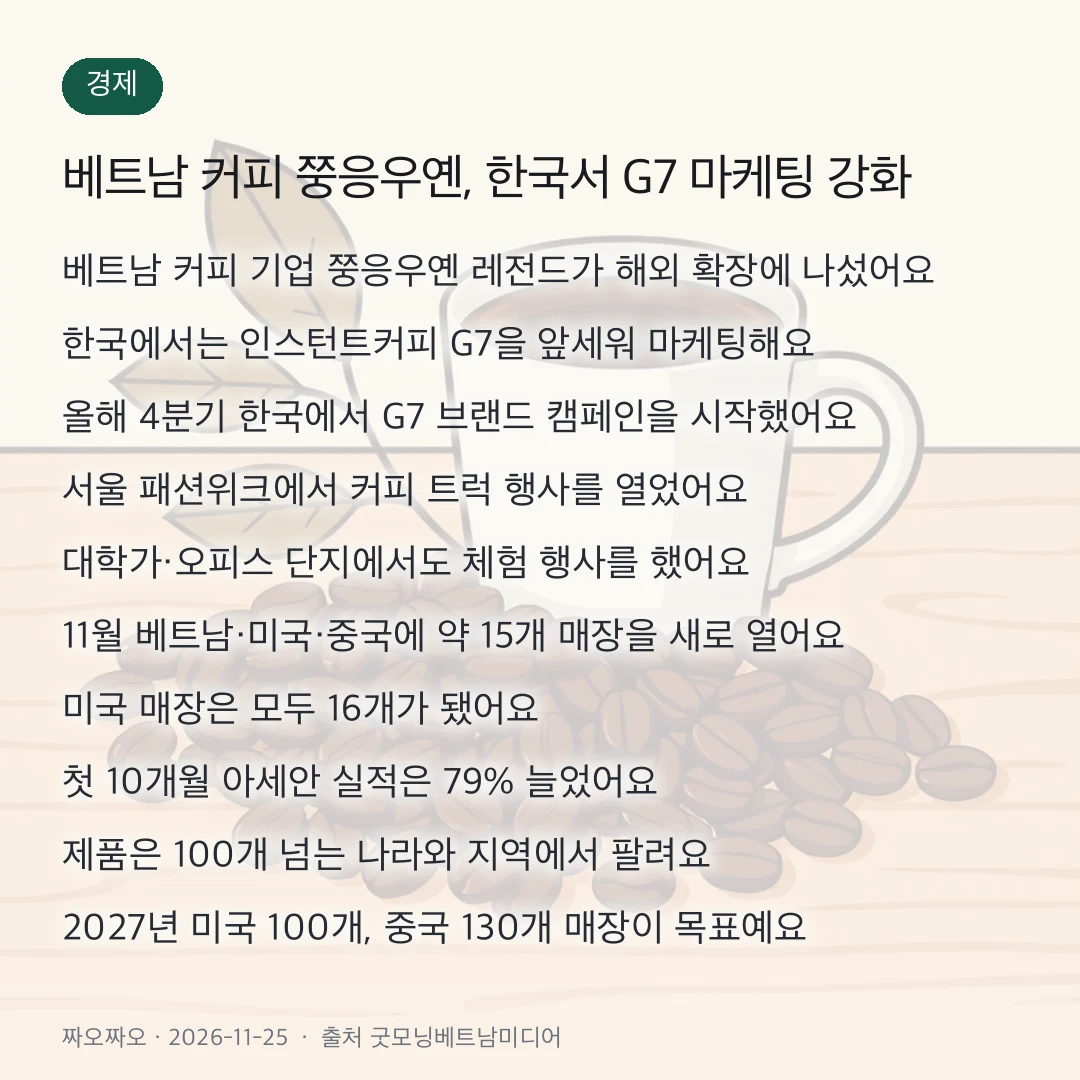 경제
베트남 커피 쭝응우옌, 한국서 G7 마케팅 강화
베트남 커피 기업 쭝응우옌 레전드가 해외 확장에 나섰어요
한국에서는 인스턴트커피 G7을 앞세워 마케팅해요
올해 4분기 한국에서 G7 브랜드 캠페인을 시작했어요
서울 패션위크에서 커피 트럭 행사를 열었어요
대학가·오피스 단지에서도 체험 행사를 했어요
11월 베트남·미국·중국에 약 15개 매장을 새로 열어요
미국 매장은 모두 16개가 됐어요
첫 10개월 아세안 실적은 79% 늘었어요
제품은 100개 넘는 나라와 지역에서 팔려요
2027년 미국 100개, 중국 130개 매장이 목표예요
짜오짜오 · 2026-11-25 · 출처 굿모닝베트남미디어